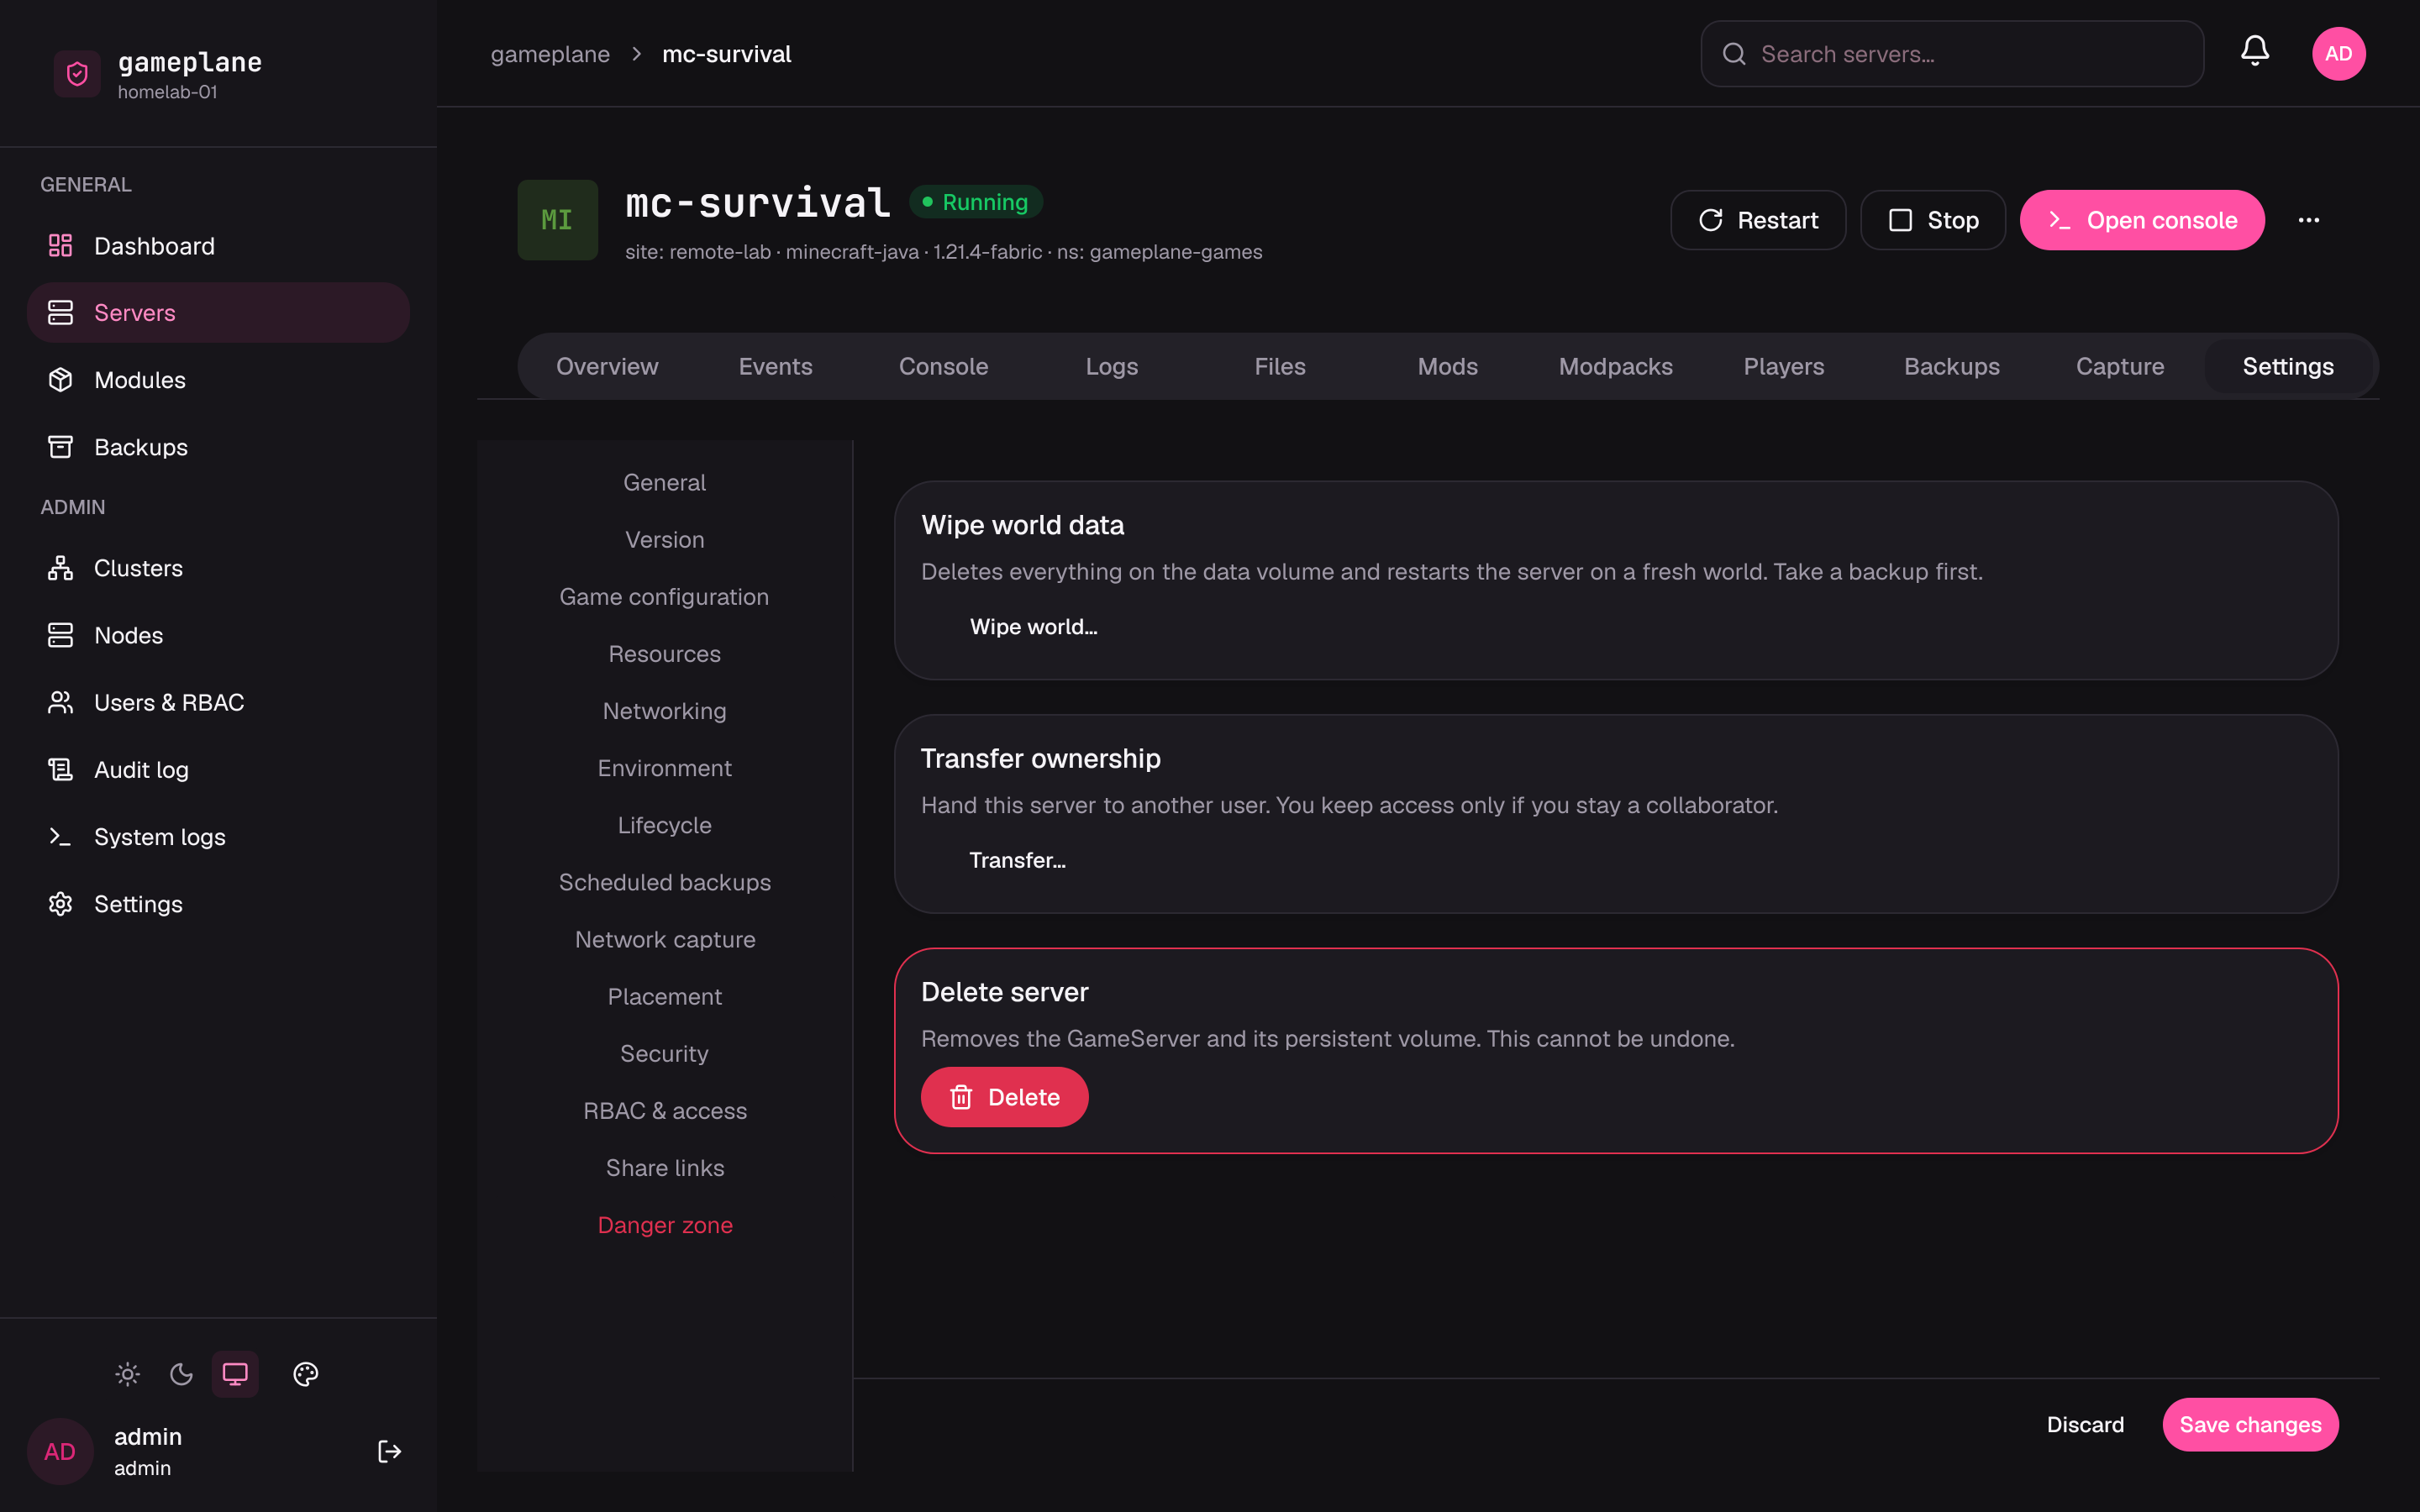 gameplane
homelab-01
GENERAL
Dashboard
Servers
Modules
Backups
ADMIN
Clusters
Nodes
Users & RBAC
Audit log
System logs
Settings
AD
admin
admin
gameplane
mc-survival
Search servers...
AD
MI
mc-survival
Running
site: remote-lab · minecraft-java · 1.21.4-fabric · ns: gameplane-games
Restart
Stop
Open console
Overview
Events
Console
Logs
Files
Mods
Modpacks
Players
Backups
Capture
Settings
General
Version
Game configuration
Resources
Networking
Environment
Lifecycle
Scheduled backups
Network capture
Placement
Security
RBAC & access
Share links
Danger zone
Wipe world data
Deletes everything on the data volume and restarts the server on a fresh world. Take a backup first.
Wipe world...
Transfer ownership
Hand this server to another user. You keep access only if you stay a collaborator.
Transfer...
Delete server
Removes the GameServer and its persistent volume. This cannot be undone.
Delete
Discard
Save changes